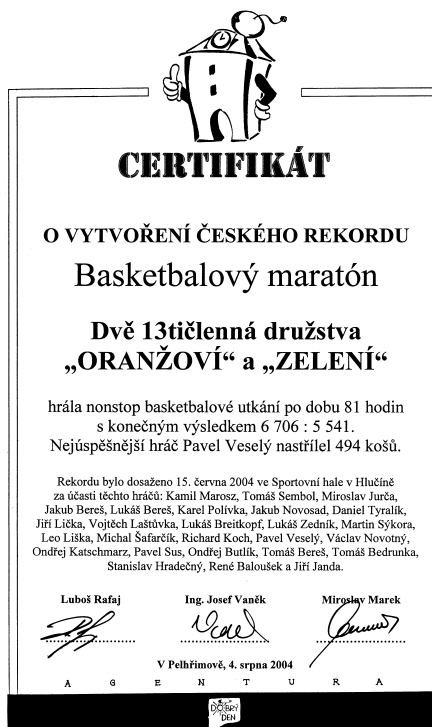 CERTIFIKÁT
O VYTVOŘENÍ ČESKÉHO REKORDU
Basketbalový maratón
Dvě 13tičlenná družstva
„ORANŽOVÍ“ a „ZELENÍ“
hrála nonstop basketbalové utkání po dobu 81 hodin
s konečným výsledkem 6 706 : 5 541.
Nejúspěšnější hráč Pavel Veselý nastřílel 494 košů.
Rekordu bylo dosaženo 15. června 2004 ve Sportovní hale v Hlučíně
za účasti těchto hráčů: Kamil Marosz, Tomáš Sembol, Miroslav Jurča,
Jakub Bereš, Lukáš Bereš, Karel Polívka, Jakub Novosad, Daniel Tyralík,
Jiří Lička, Vojtěch Laštůvka, Lukáš Breitkopf, Lukáš Zedník, Martin Sýkora,
Leo Liška, Michal Šafarčík, Richard Koch, Pavel Veselý, Václav Novotný,
Ondřej Katschmarz, Pavel Sus, Ondřej Butlík, Tomáš Bereš, Tomáš Bedrunka,
Stanislav Hradečný, René Baloušek a Jiří Janda.
Luboš Rafaj Ing. Josef Vaněk Miroslav Marek
V Pelhřimově, 4. srpna 2004
A G E N T U R A
DOBRÝ
DEN